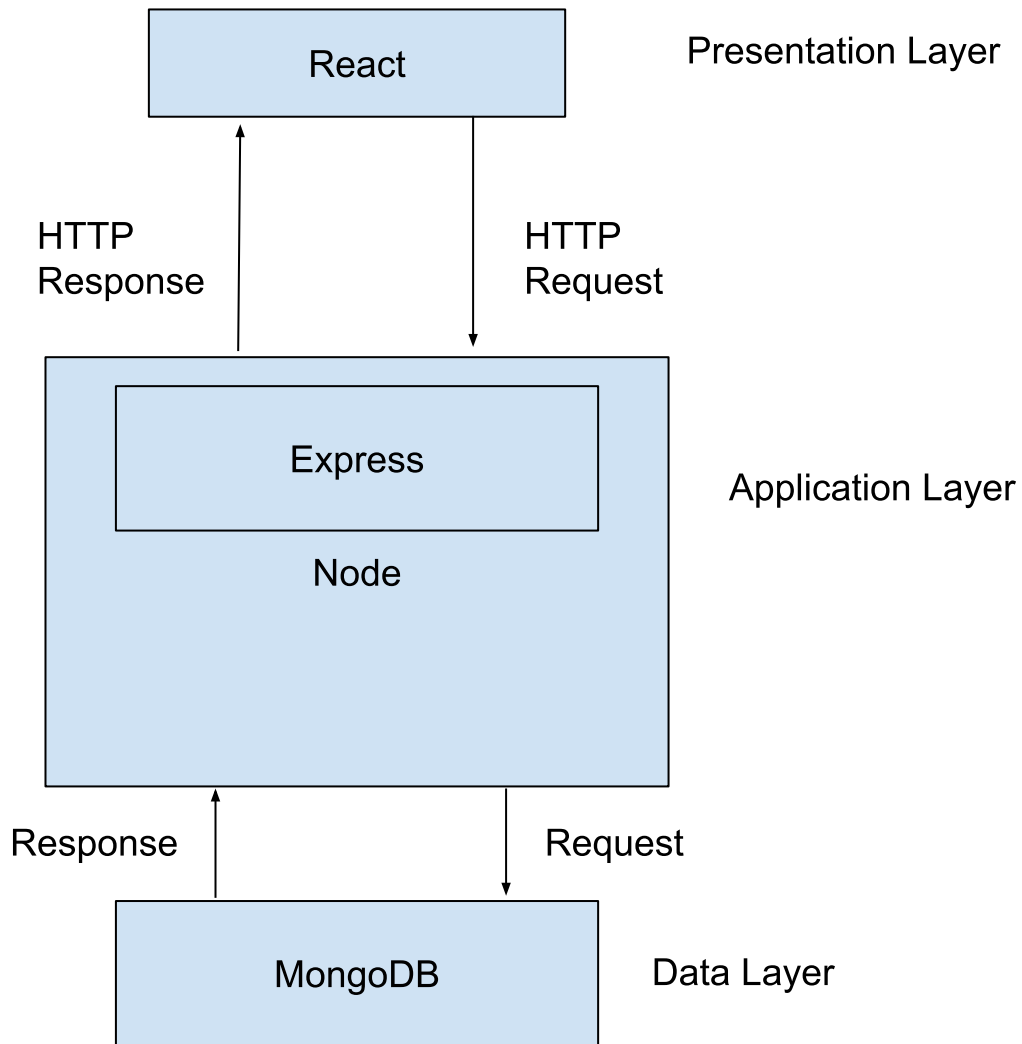 React
Presentation Layer
HTTP
Response
HTTP
Request
Express
Application Layer
Node
Response
Request
MongoDB
Data Layer